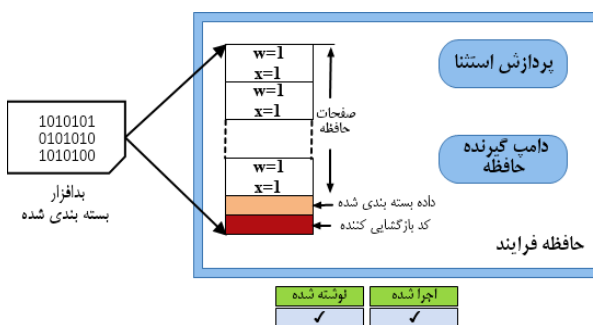 پردازش استثنا
دامپ گیرنده
حافظه
w=1
x=1
w=1
x=1
صفحات
حافظه
w=1
x=1
1010101
0101010
1010100
بدافزار
بسته بندی شده
داده بسته بندی شده
کد بازگشایی کننده
حافظه فرایند
اجرا شده
نوشته شده
✓
✓